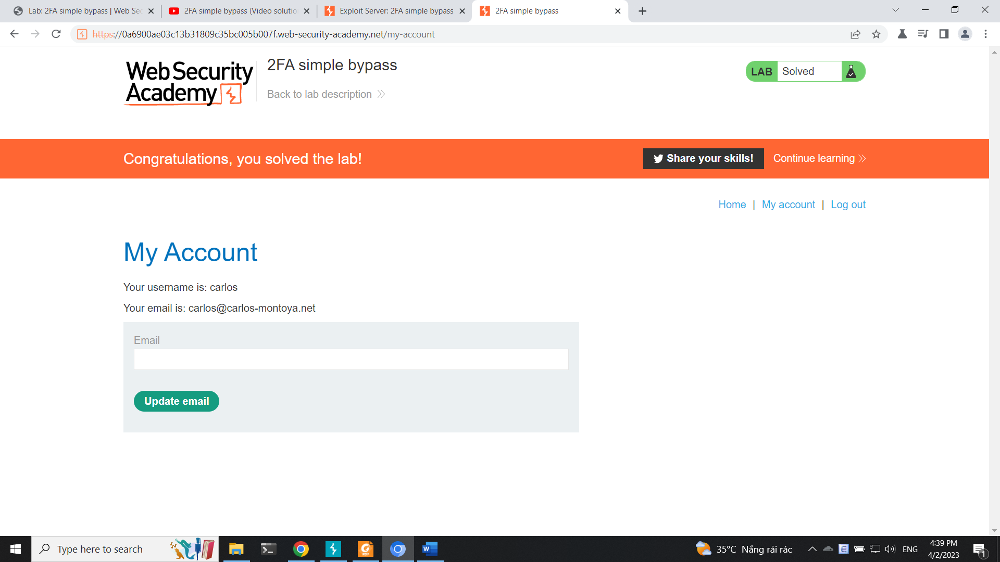 Lab: 2FA simple bypass | Web Sec
2FA simple bypass (Video solutio
Exploit Server: 2FA simple bypass
2FA simple bypass
https://0a6900ae03c13b31809c35bc005b007f.web-security-academy.net/my-account
Web Security
Academy
2FA simple bypass
Back to lab description
LAB Solved
Congratulations, you solved the lab!
Share your skills!
Continue learning
Home | My account | Log out
My Account
Your username is: carlos
Your email is: carlos@carlos-montoya.net
Email
Update email
Type here to search
PDF
W
35°C Nắng rải rác
E
ENG
4:39 PM
4/2/2023
1